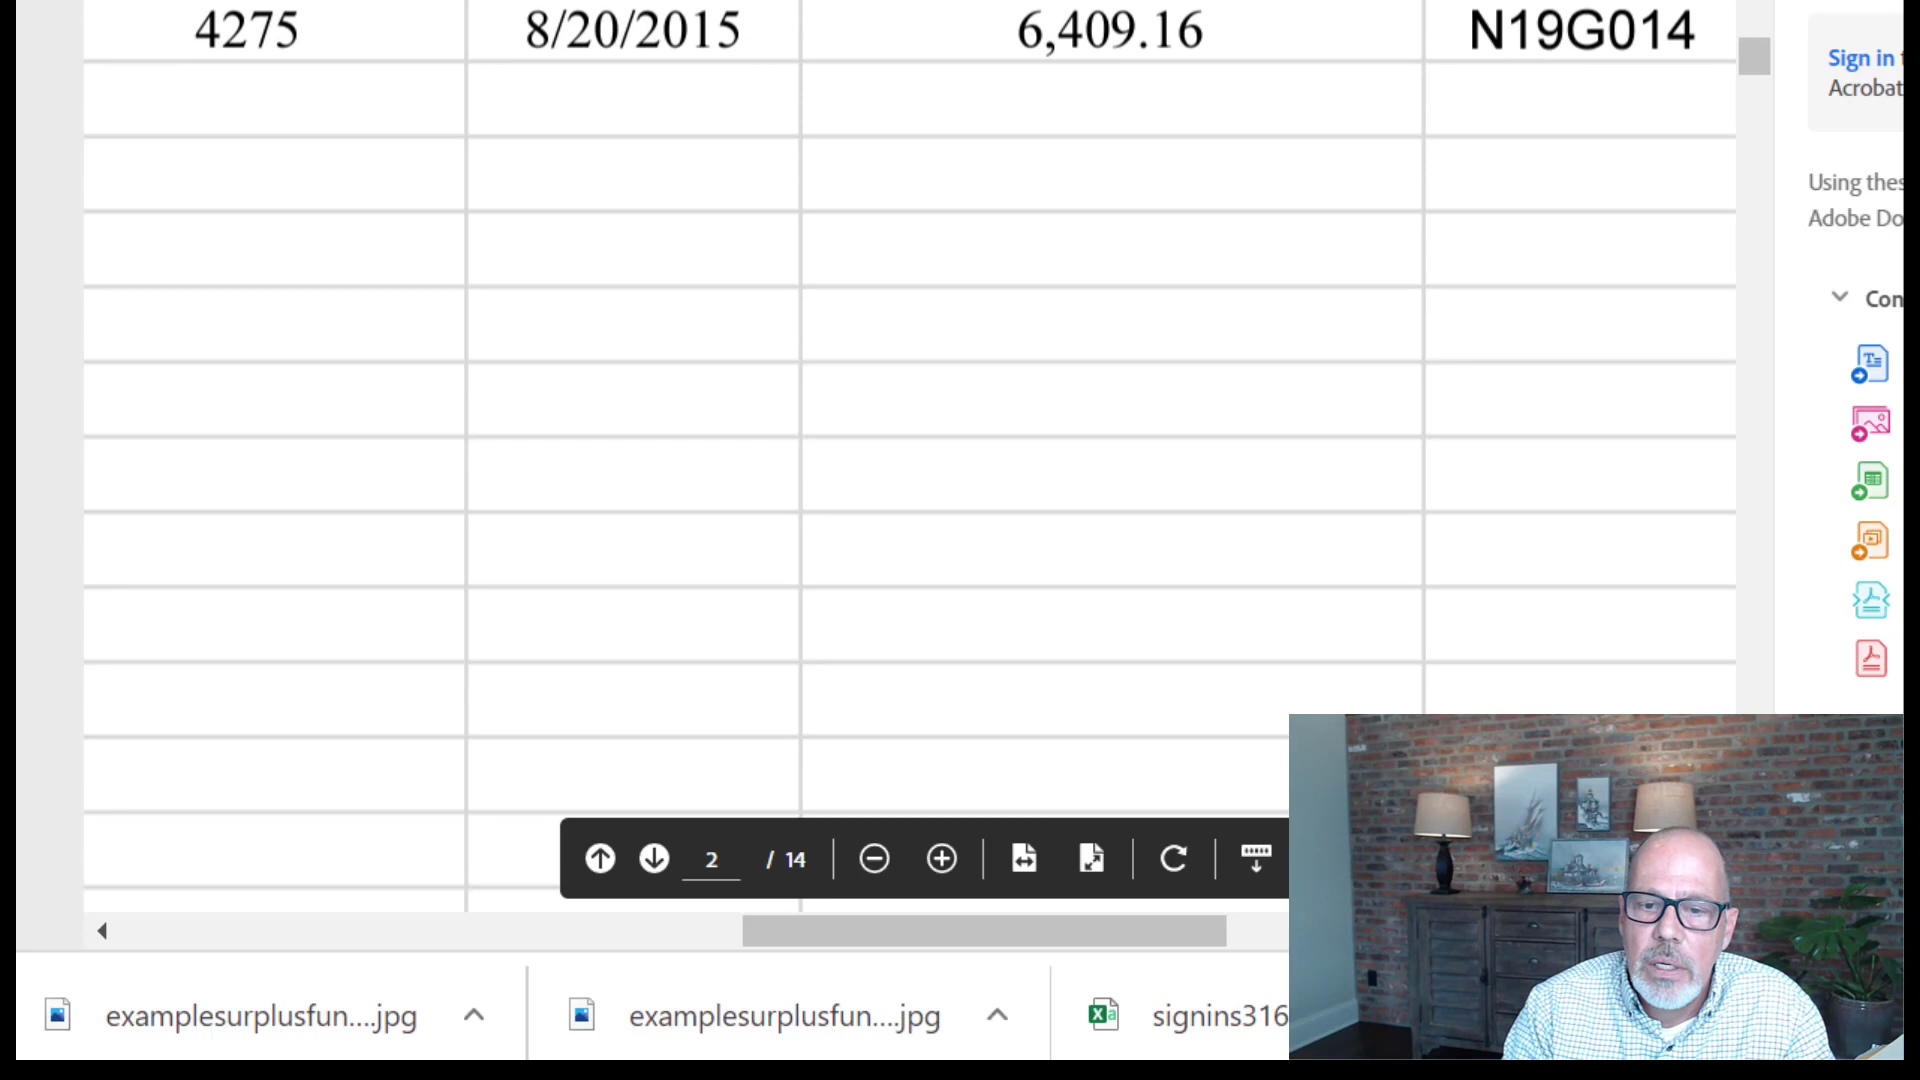 4275 8/20/2015 6,409.16 N19G014
Sign in
Acrobat
Using thes
Adobe Do
Con
2 / 14
examplesurplusfun....jpg examplesurplusfun....jpg signins316